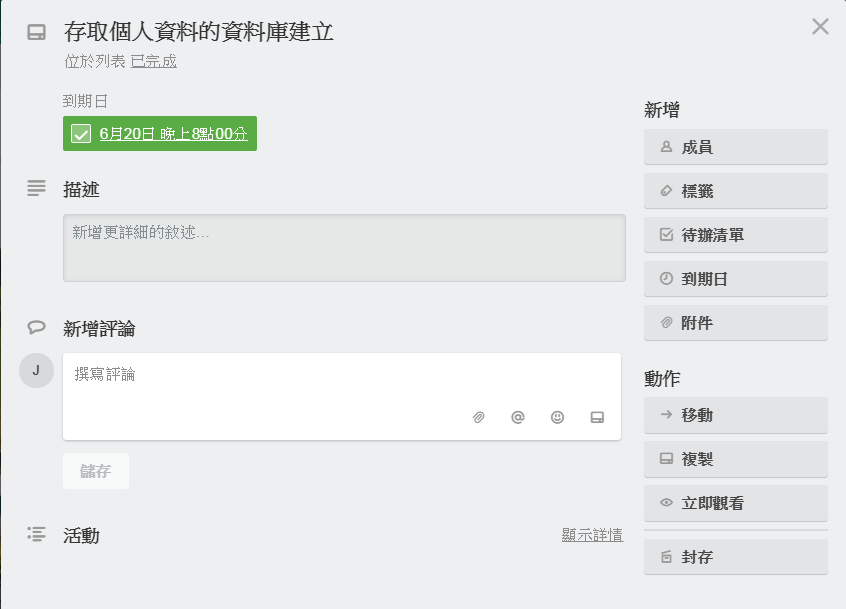 存取個人資料的資料庫建立
位於列表 已完成
到期日
6月20日 晚上8點00分
描述
新增更詳細的敘述...
新增評論
J
撰寫評論
儲存
活動
顯示詳情
新增
成員
標籤
待辦清單
到期日
附件
動作
移動
複製
立即觀看
封存